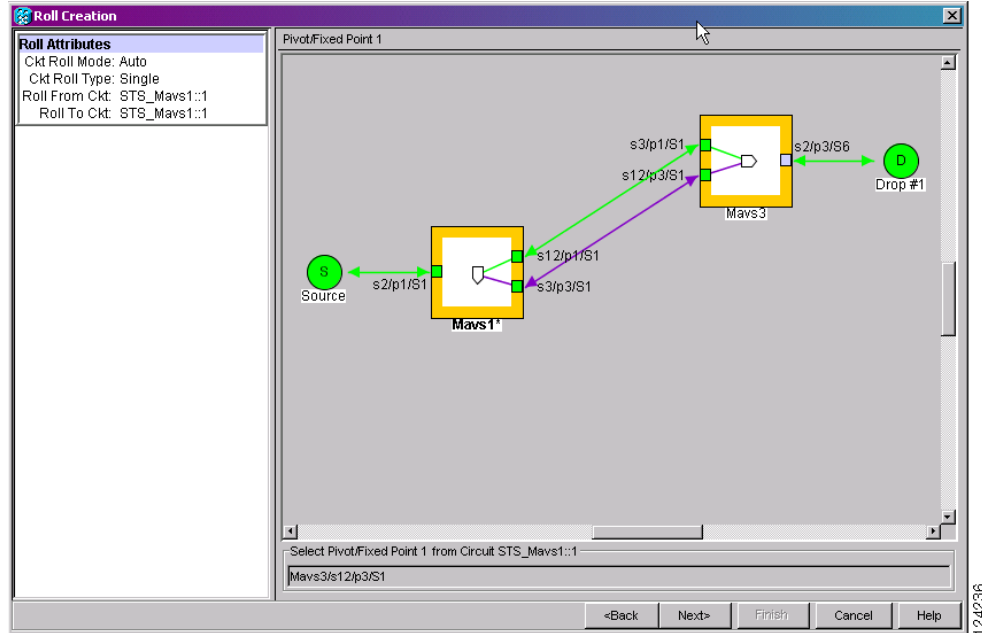 Roll Creation
Roll Attributes
Ckt Roll Mode: Auto
Ckt Roll Type: Single
Roll From Ckt: STS_Mavs1::1
Roll To Ckt: STS_Mavs1::1
Pivot/Fixed Point 1
s3/p1/S1
s2/p3/S6
D
s12/p3/S1
Drop #1
Mavs3
s12/p1/S1
S
s2/p1/S1
s3/p3/S1
Source
Mavs1*
Select Pivot/Fixed Point 1 from Circuit STS_Mavs1::1
Mavs3/s12/p3/S1
<Back
Next>
Finish
Cancel
Help
124236